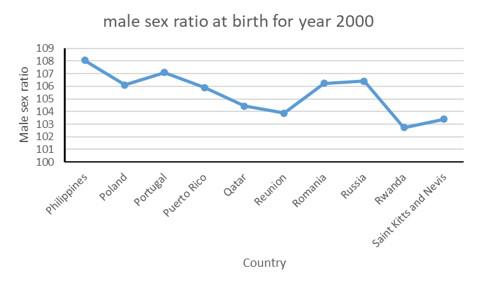 male sex ratio at birth for year 2000
Male sex ratio
109
108
107
106
105
104
103
102
101
100
Philippines
Poland
Portugal
Puerto Rico
Qatar
Reunion
Romania
Russia
Rwanda
Saint Kitts and Nevis
Country